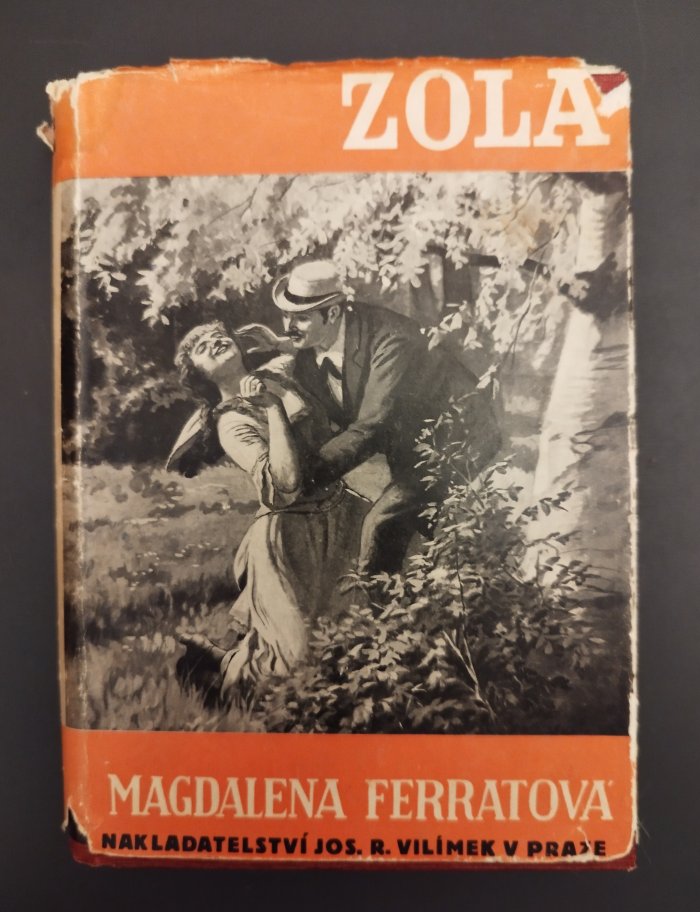 ZOLA
MAGDALENA FERRATOVÁ
NAKLADATELSTVÍ JOS. R. VILÍMEK V PRAZE